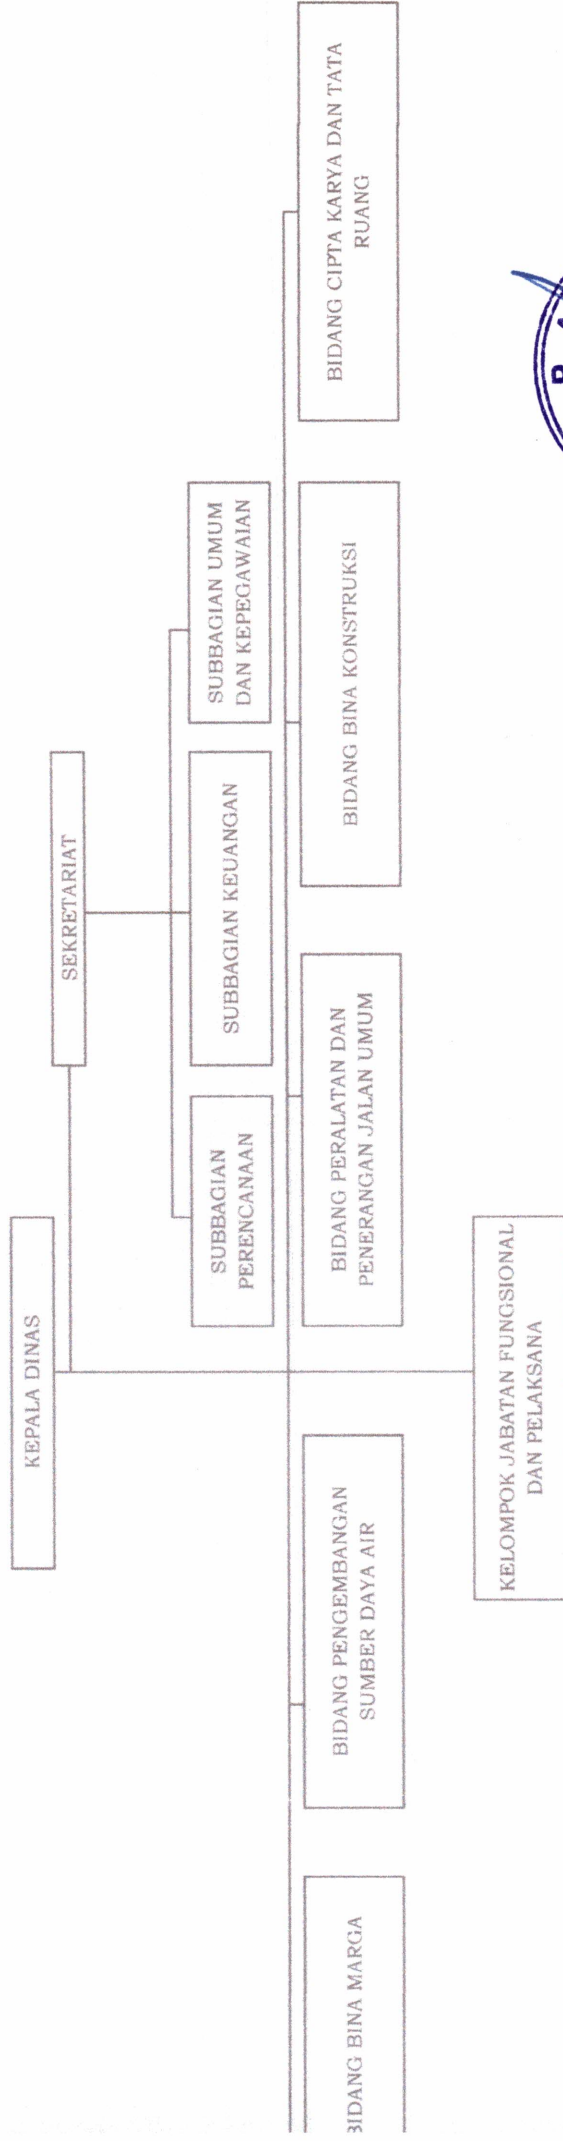 KEPALA DINAS
SEKRETARIAT
SUBBAGIAN
PERENCANAAN
SUBBAGIAN KEUANGAN
SUBBAGIAN UMUM
DAN KEPEGAWAIAN
BIDANG BINA MARGA
BIDANG PENGEMBANGAN
SUMBER DAYA AIR
BIDANG PERALATAN DAN
PENERANGAN JALAN UMUM
BIDANG BINA KONSTRUKSI
BIDANG CIPTA KARYA DAN TATA
RUANG
KELOMPOK JABATAN FUNGSIONAL
DAN PELAKSANA